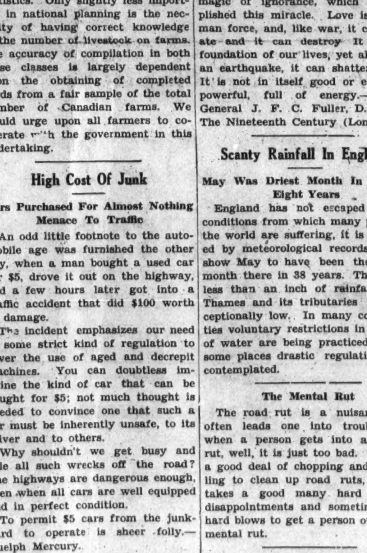 tistics. Only slightly less import-
in national planning is the nec-
ity of having correct knowledge
the number of livestock on farms.
e accuracy of compilation in both
se classes is largely dependent
on the obtaining of completed
ds from a fair sample of the total
mber of Canadian farms. We
uld urge upon all farmers to co-
erate with the government in this
dertaking.
High Cost Of Junk
rs Purchased For Almost Nothing
Menace To Traffic
An odd little footnote to the auto-
obile age was furnished the other
y, when a man bought a used car
$5, drove it out on the highway,
d a few hours later got into a
affic accident that did $100 worth
damage.
The incident emphasizes our need
some strict kind of regulation to
ver the use of aged and decrepit
achines. You can doubtless im-
ine the kind of car that can be
ught for $5; not much thought is
eded to convince one that such a
r must be inherently unsafe, to its
iver and to others.
Why shouldn't we get busy and
le all such wrecks off the road?
e highways are dangerous enough,
en when all cars are well equipped
d in perfect condition.
To permit $5 cars from the junk-
rd to operate is sheer folly.—
uelph Mercury.
magic of ignorance, which
plished this miracle. Love is
man force, and, like war, it c
ate and it can destroy It
foundation of our lives, yet al
an earthquake, it can shatter
It is not in itself good or e
powerful, full of energy.—
General J. F. C. Fuller, D.
The Nineteenth Century (Lon
Scanty Rainfall In Engl
May Was Driest Month In
Eight Years
England has not escaped
conditions from which many
the world are suffering, it is
ed by meteorological records
show May to have been the
month there in 38 years. Th
less than an inch of rainfa
Thames and its tributaries
ceptionally low. In many co
ties voluntary restrictions in
of water are being practiced
some places drastic regulati
contemplated.
The Mental Rut
The road rut is a nuisan
often leads one into troul
when a person gets into a
rut, well, it is just too bad.
a good deal of chopping and
ling to clean up road ruts,
takes a good many hard
disappointments and sometin
hard blows to get a person o
mental rut.